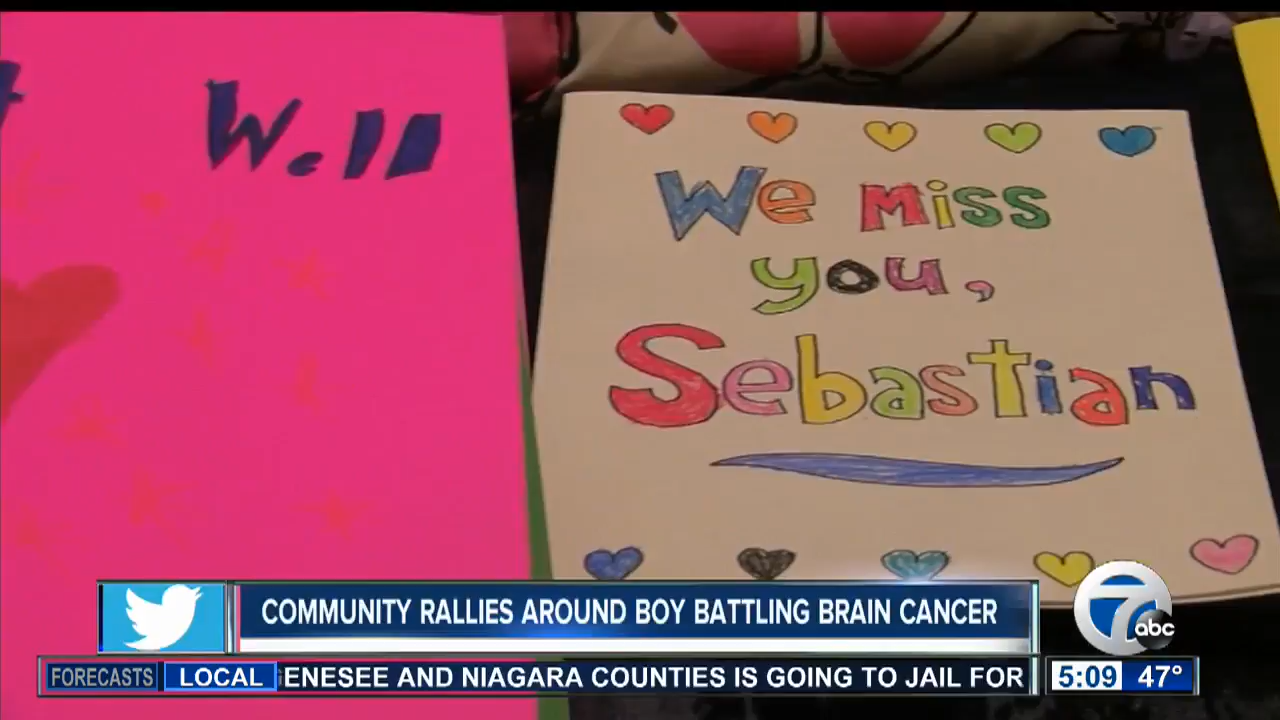 Well
We miss
you,
Sebastian
COMMUNITY RALLIES AROUND BOY BATTLING BRAIN CANCER
7
abc
FORECASTS LOCAL ENESEE AND NIAGARA COUNTIES IS GOING TO JAIL FOR 5:09 47°